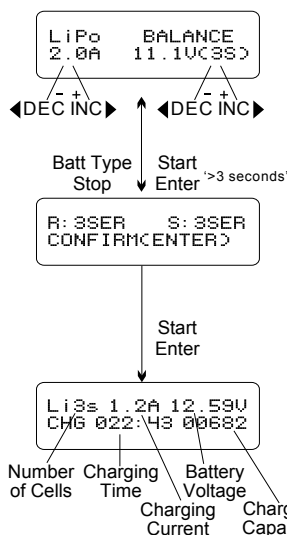 LiPo BALANCE
2.0A 11.1V(3S)
- + - +
◀DEC INC▶ ◀DEC INC▶
Batt Type Stop
Start Enter '>3 seconds'
R:3SER S:3SER
CONFIRM(ENTER)
Start
Enter
Li3s 1.2A 12.59V
CHG 022:43 00682
Number of Cells
Charging Time
Charging Current
Battery Voltage